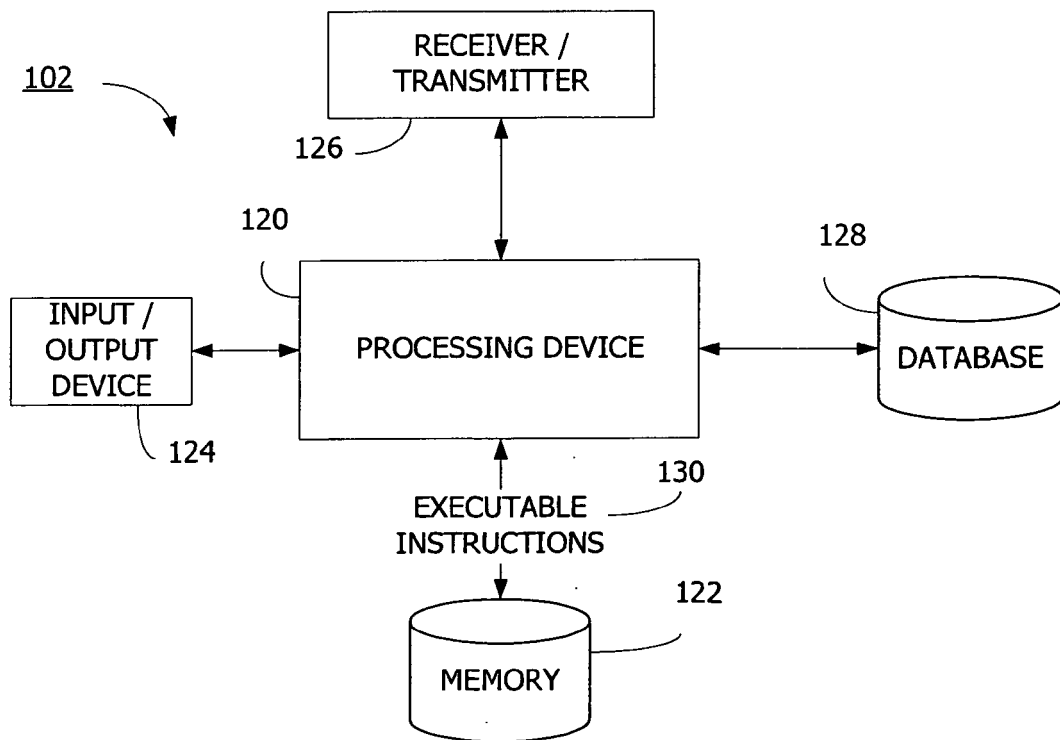 RECEIVER /
TRANSMITTER
102
126
120
128
INPUT /
OUTPUT
DEVICE
PROCESSING DEVICE
DATABASE
124
130
EXECUTABLE
INSTRUCTIONS
122
MEMORY